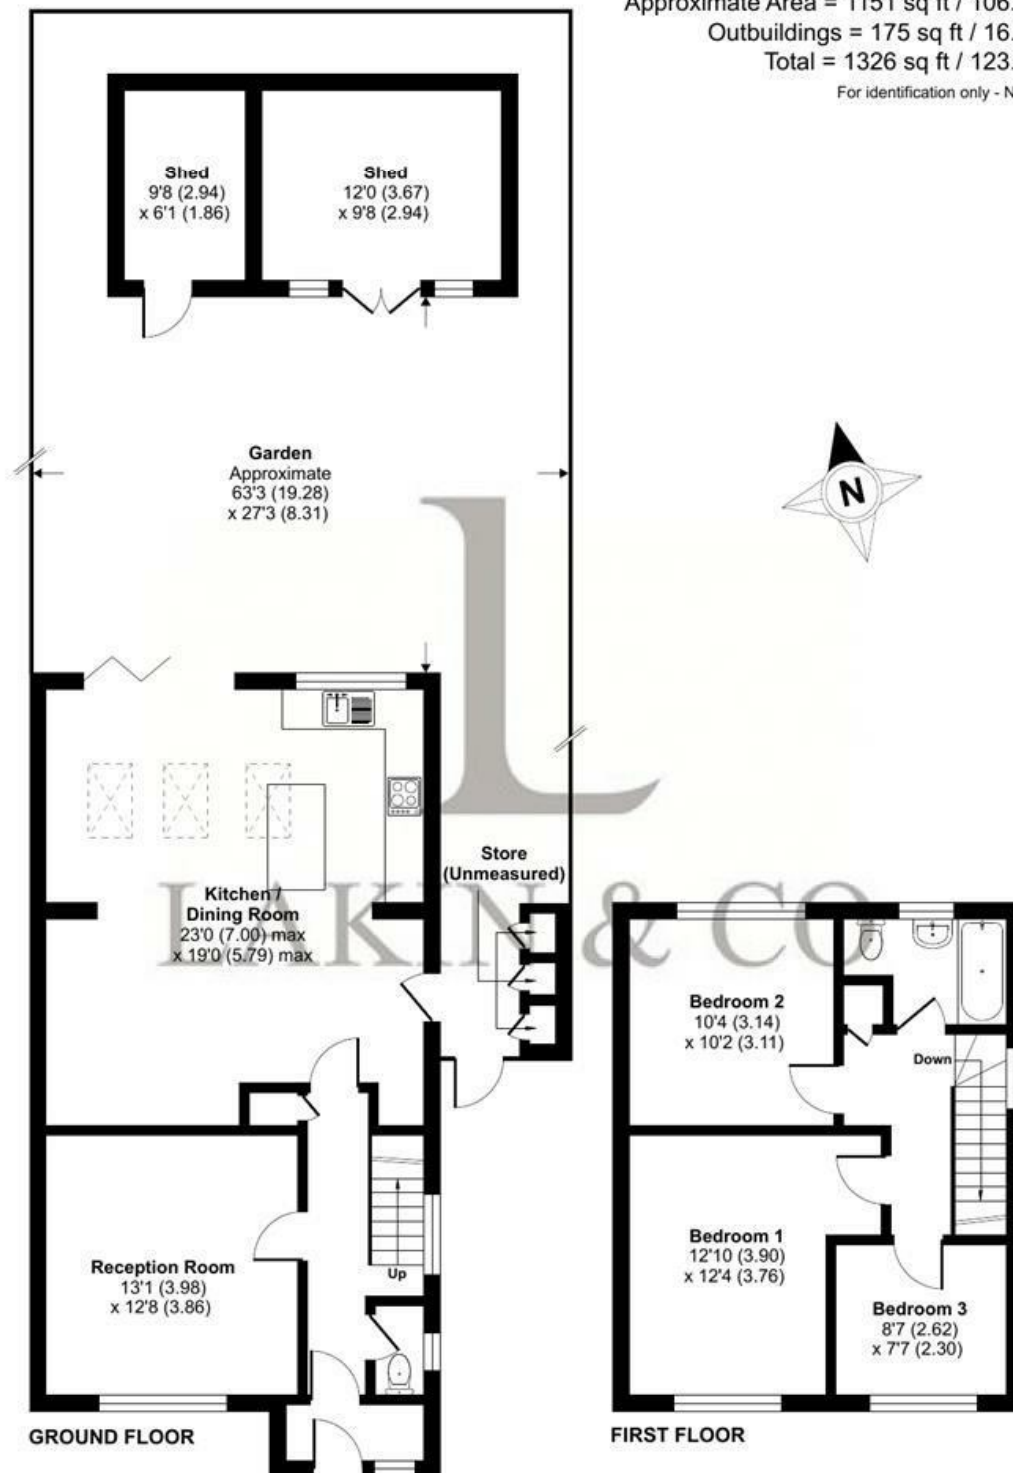 Approximate Area = 1151 sq ft / 106.
Outbuildings = 175 sq ft / 16.
Total = 1326 sq ft / 123.
For identification only - N
Shed
9'8 (2.94)
x 6'1 (1.86)
Shed
12'0 (3.67)
x 9'8 (2.94)
Garden
Approximate
63'3 (19.28)
x 27'3 (8.31)
N
L
LAKIN & CO
Store
(Unmeasured)
Kitchen /
Dining Room
23'0 (7.00) max
x 19'0 (5.79) max
Bedroom 2
10'4 (3.14)
x 10'2 (3.11)
Down
Reception Room
13'1 (3.98)
x 12'8 (3.86)
Up
Bedroom 1
12'10 (3.90)
x 12'4 (3.76)
Bedroom 3
8'7 (2.62)
x 7'7 (2.30)
GROUND FLOOR
FIRST FLOOR